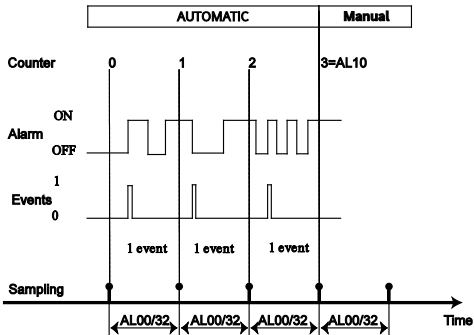 AUTOMATIC Manual
Counter 0 1 2 3=AL10
ON
Alarm
OFF
1
Events
0
1 event 1 event 1 event
Sampling
AL00/32 AL00/32 AL00/32 AL00/32 Time